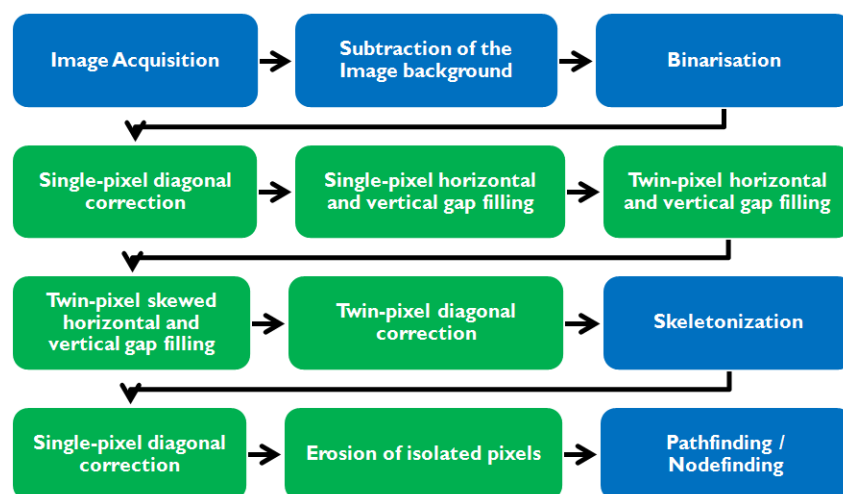 Image Acquisition
Subtraction of the
Image background
Binarisation
Single-pixel diagonal
correction
Single-pixel horizontal
and vertical gap filling
Twin-pixel horizontal
and vertical gap filling
Twin-pixel skewed
horizontal and
vertical gap filling
Twin-pixel diagonal
correction
Skeletonization
Single-pixel diagonal
correction
Erosion of isolated pixels
Pathfinding /
Nodefinding